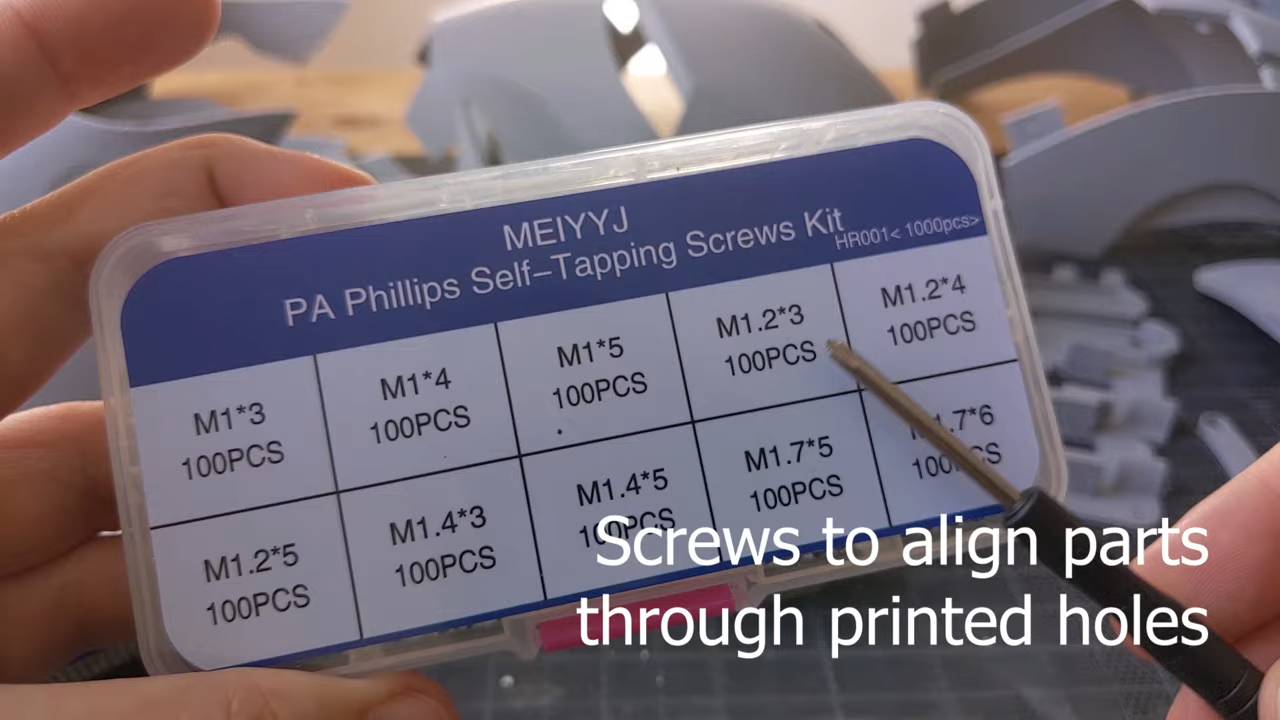 MEIYYJ
PA Phillips Self-Tapping Screws Kit
HR001< 1000pcs>
M1*3
100PCS
M1*4
100PCS
M1*5
100PCS
M1.2*3
100PCS
M1.2*4
100PCS
M1.2*5
100PCS
M1.4*3
100PCS
M1.4*5
100PCS
M1.7*5
100PCS
Screws to align parts
through printed holes